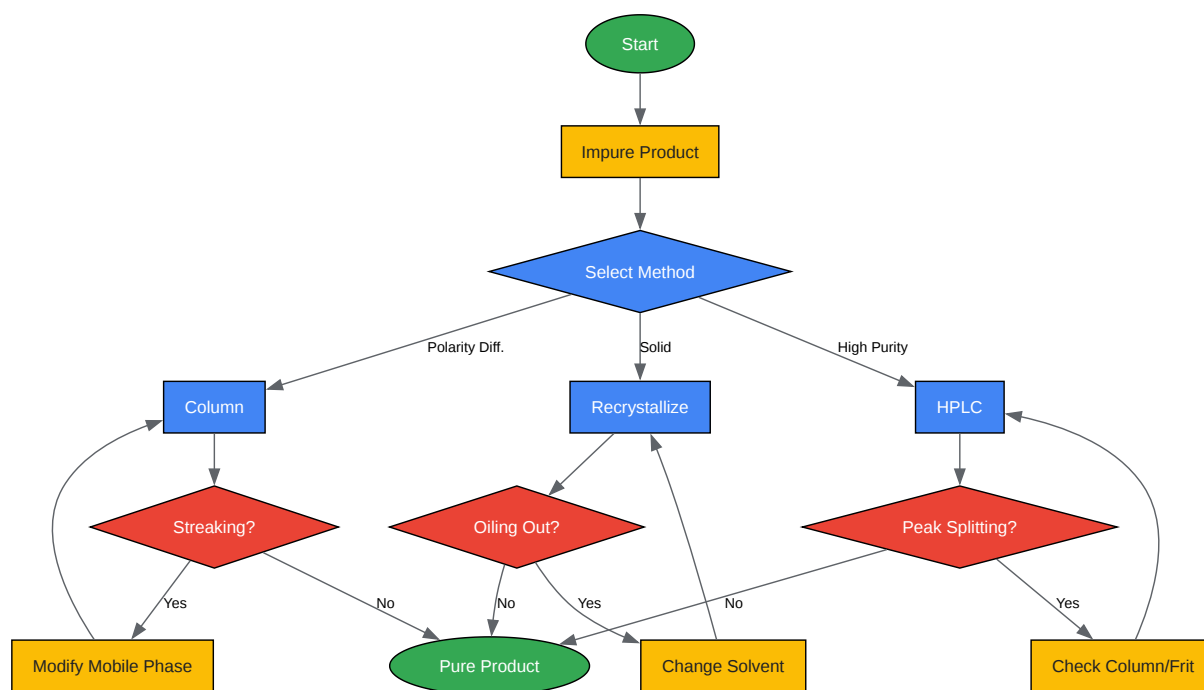 Start
Impure Product
Select Method
Polarity Diff.
Solid
High Purity
Column
Recrystallize
HPLC
Streaking?
Oiling Out?
Peak Splitting?
Yes
No
No
Yes
No
Yes
Modify Mobile Phase
Pure Product
Change Solvent
Check Column/Frit